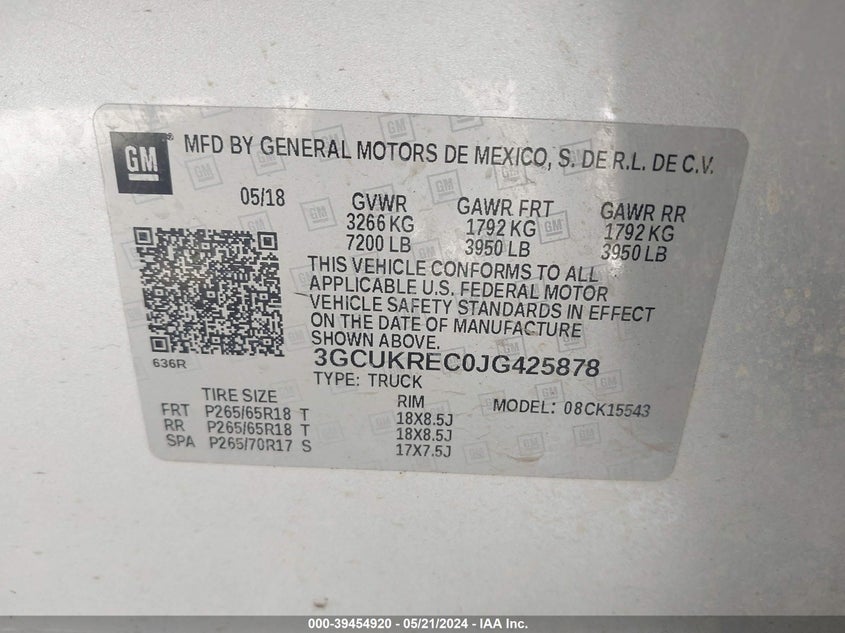 GM
MFD BY GENERAL MOTORS DE MEXICO, S. DE R.L. DE C.V.
05/18
GVWR GAWR FRT GAWR RR
3266 KG 1792 KG 1792 KG
7200 LB 3950 LB 3950 LB
THIS VEHICLE CONFORMS TO ALL
APPLICABLE U.S. FEDERAL MOTOR
VEHICLE SAFETY STANDARDS IN EFFECT
ON THE DATE OF MANUFACTURE
SHOWN ABOVE.
636R
3GCUKREC0JG425878
TYPE: TRUCK
TIRE SIZE RIM MODEL: 08CK15543
FRT P265/65R18 T 18X8.5J
RR P265/65R18 T 18X8.5J
SPA P265/70R17 S 17X7.5J
000-39454920 - 05/21/2024 - IAA Inc.